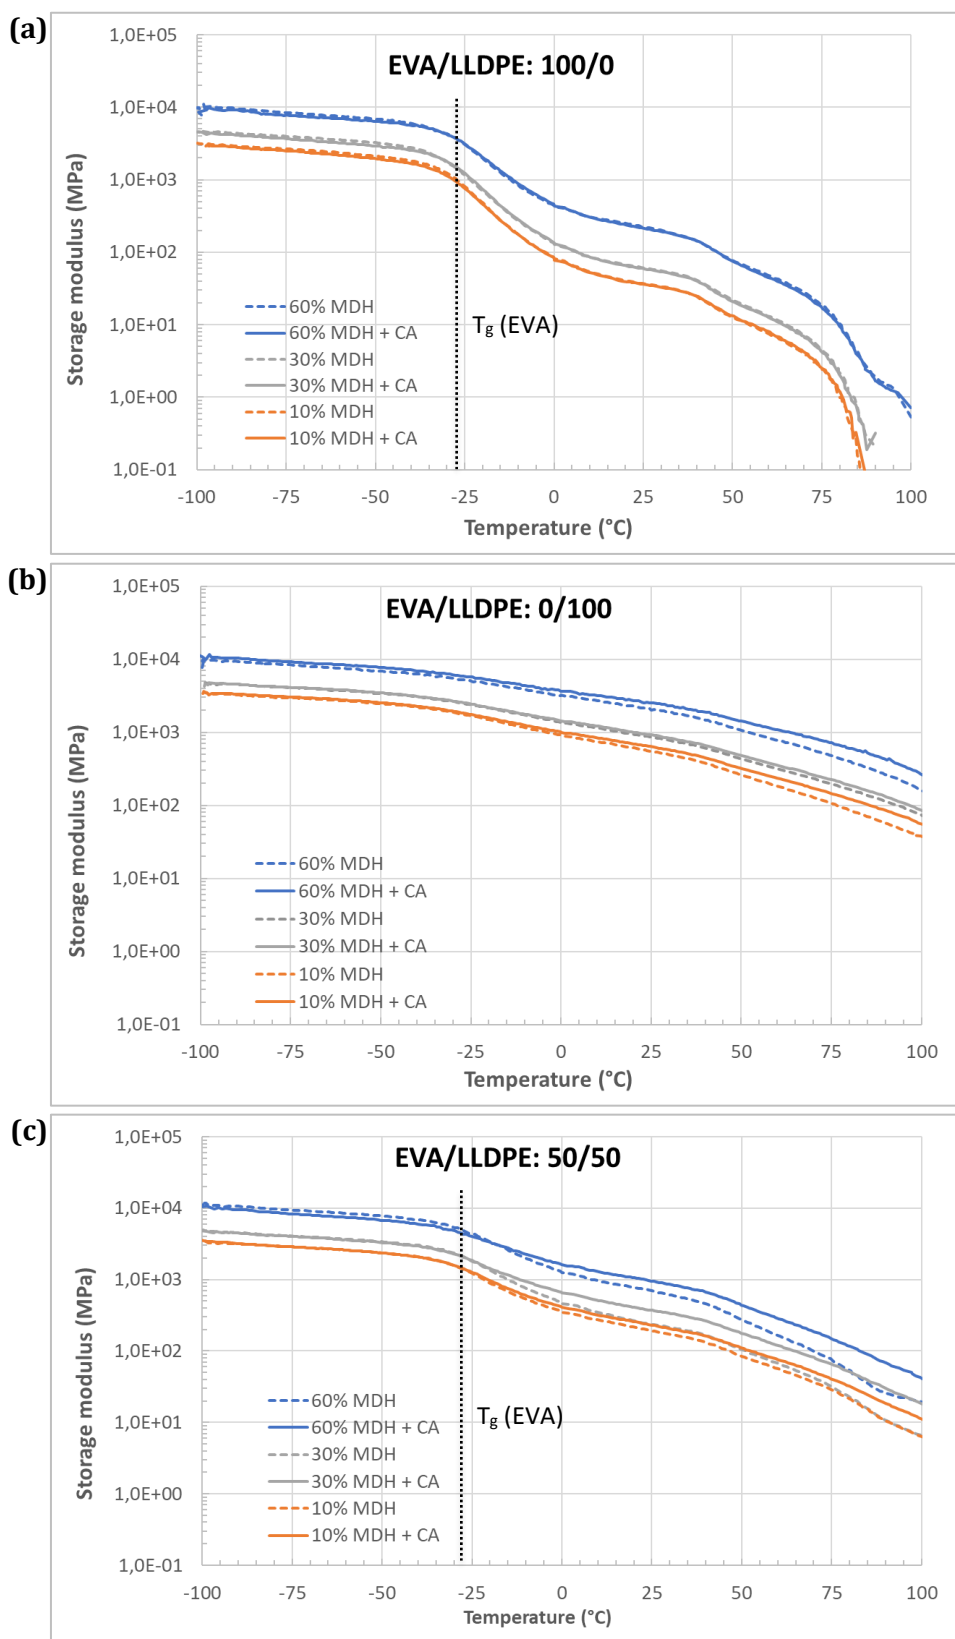 (a)
EVA/LLDPE: 100/0
1,0E+05
1,0E+04
1,0E+03
1,0E+02
1,0E+01
1,0E+00
1,0E-01
Storage modulus (MPa)
60% MDH
60% MDH + CA
30% MDH
30% MDH + CA
10% MDH
10% MDH + CA
Tg (EVA)
-100 -75 -50 -25 0 25 50 75 100
Temperature (°C)
(b)
EVA/LLDPE: 0/100
1,0E+05
1,0E+04
1,0E+03
1,0E+02
1,0E+01
1,0E+00
1,0E-01
Storage modulus (MPa)
60% MDH
60% MDH + CA
30% MDH
30% MDH + CA
10% MDH
10% MDH + CA
-100 -75 -50 -25 0 25 50 75 100
Temperature (°C)
(c)
EVA/LLDPE: 50/50
1,0E+05
1,0E+04
1,0E+03
1,0E+02
1,0E+01
1,0E+00
1,0E-01
Storage modulus (MPa)
60% MDH
60% MDH + CA
30% MDH
30% MDH + CA
10% MDH
10% MDH + CA
Tg (EVA)
-100 -75 -50 -25 0 25 50 75 100
Temperature (°C)